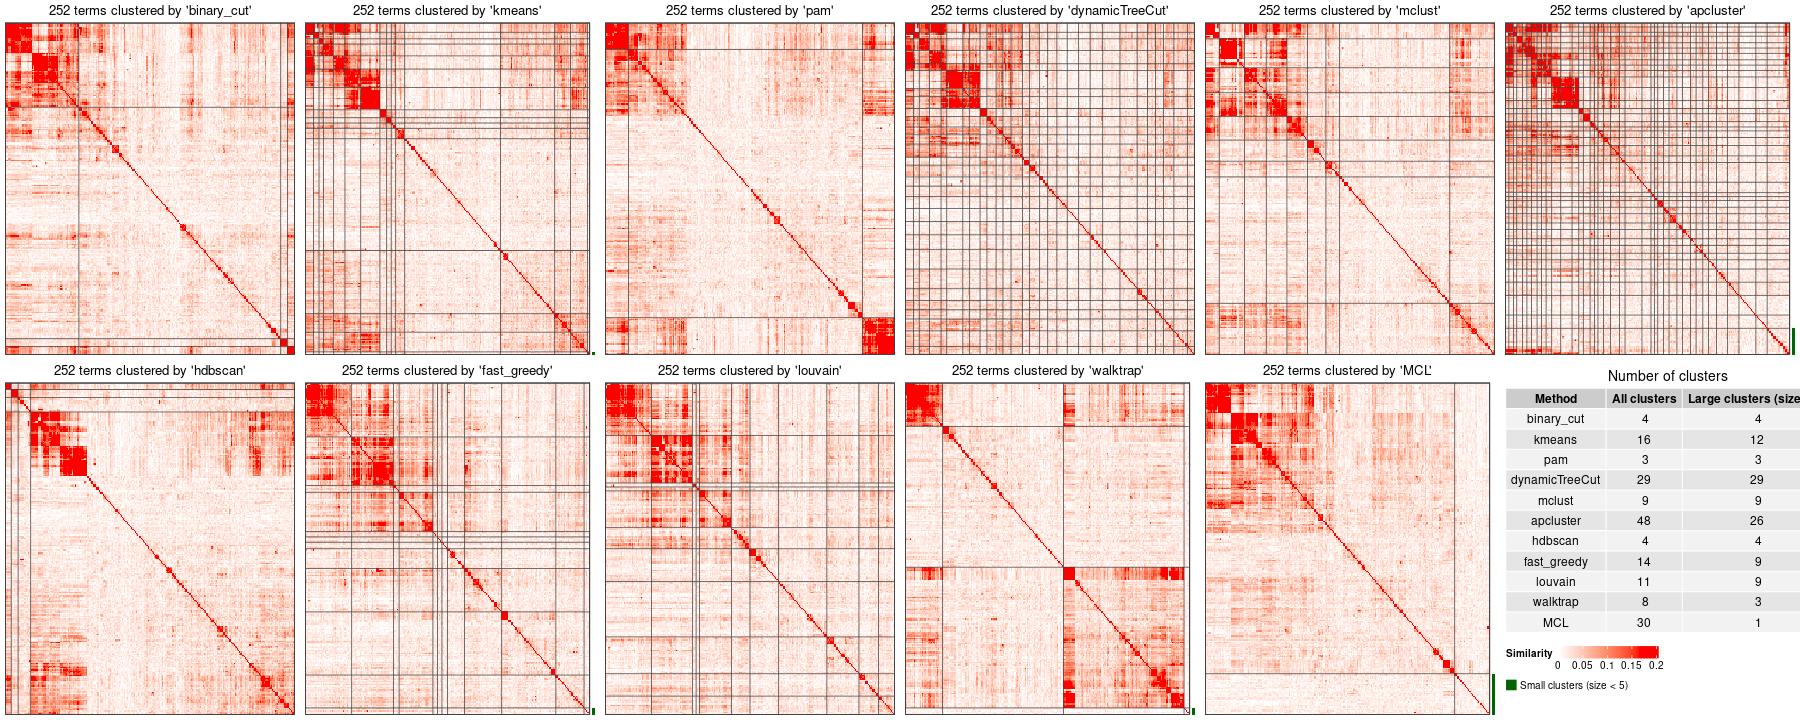 252 terms clustered by 'binary_cut'
252 terms clustered by 'kmeans'
252 terms clustered by 'pam'
252 terms clustered by 'dynamicTreeCut'
252 terms clustered by 'mclust'
252 terms clustered by 'apcluster'
252 terms clustered by 'hdbscan'
252 terms clustered by 'fast_greedy'
252 terms clustered by 'louvain'
252 terms clustered by 'walktrap'
252 terms clustered by 'MCL'
Number of clusters
Method All clusters Large clusters (size
binary_cut 4 4
kmeans 16 12
pam 3 3
dynamicTreeCut 29 29
mclust 9 9
apcluster 48 26
hdbscan 4 4
fast_greedy 14 9
louvain 11 9
walktrap 8 3
MCL 30 1
Similarity
0 0.05 0.1 0.15 0.2
Small clusters (size < 5)